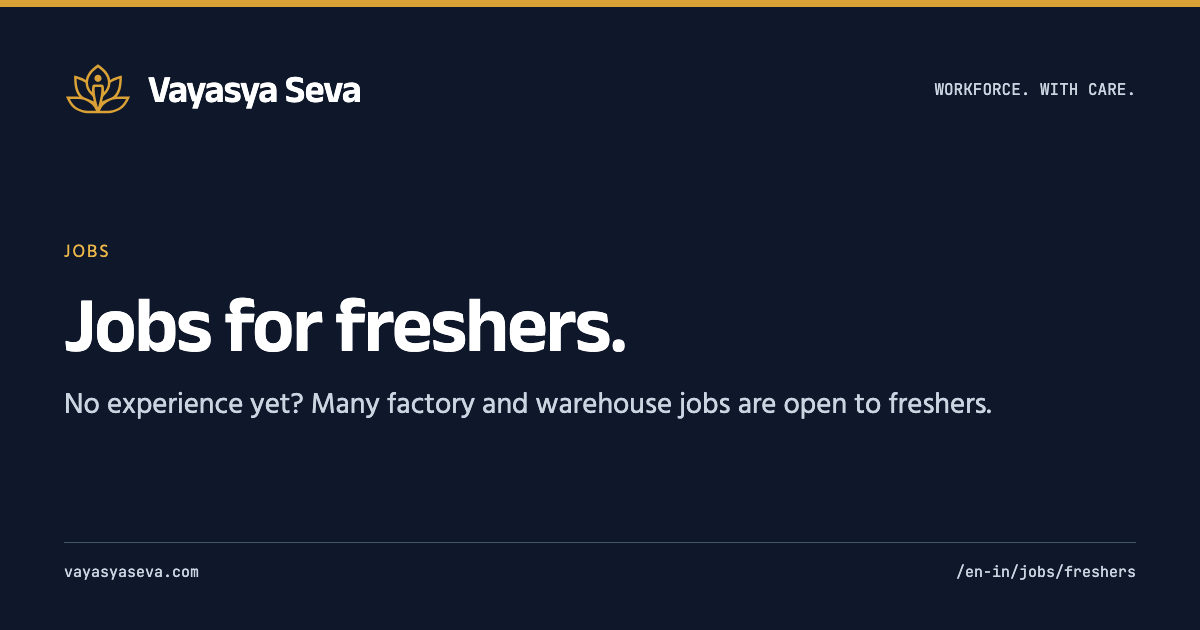 Vayasya Seva
WORKFORCE. WITH CARE.
JOBS
Jobs for freshers.
No experience yet? Many factory and warehouse jobs are open to freshers.
vayasyaseva.com
/en-in/jobs/freshers